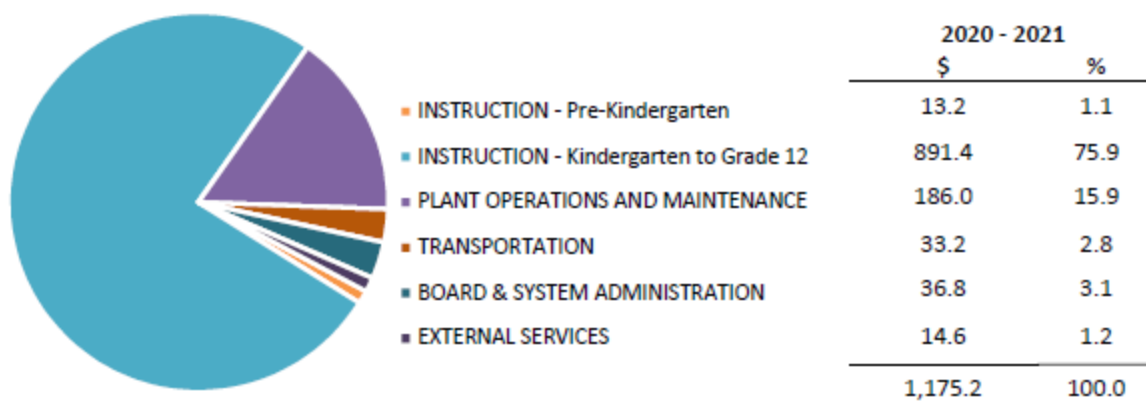 2020 - 2021
$ %
INSTRUCTION - Pre-Kindergarten 13.2 1.1
INSTRUCTION - Kindergarten to Grade 12 891.4 75.9
PLANT OPERATIONS AND MAINTENANCE 186.0 15.9
TRANSPORTATION 33.2 2.8
BOARD & SYSTEM ADMINISTRATION 36.8 3.1
EXTERNAL SERVICES 14.6 1.2
1,175.2 100.0